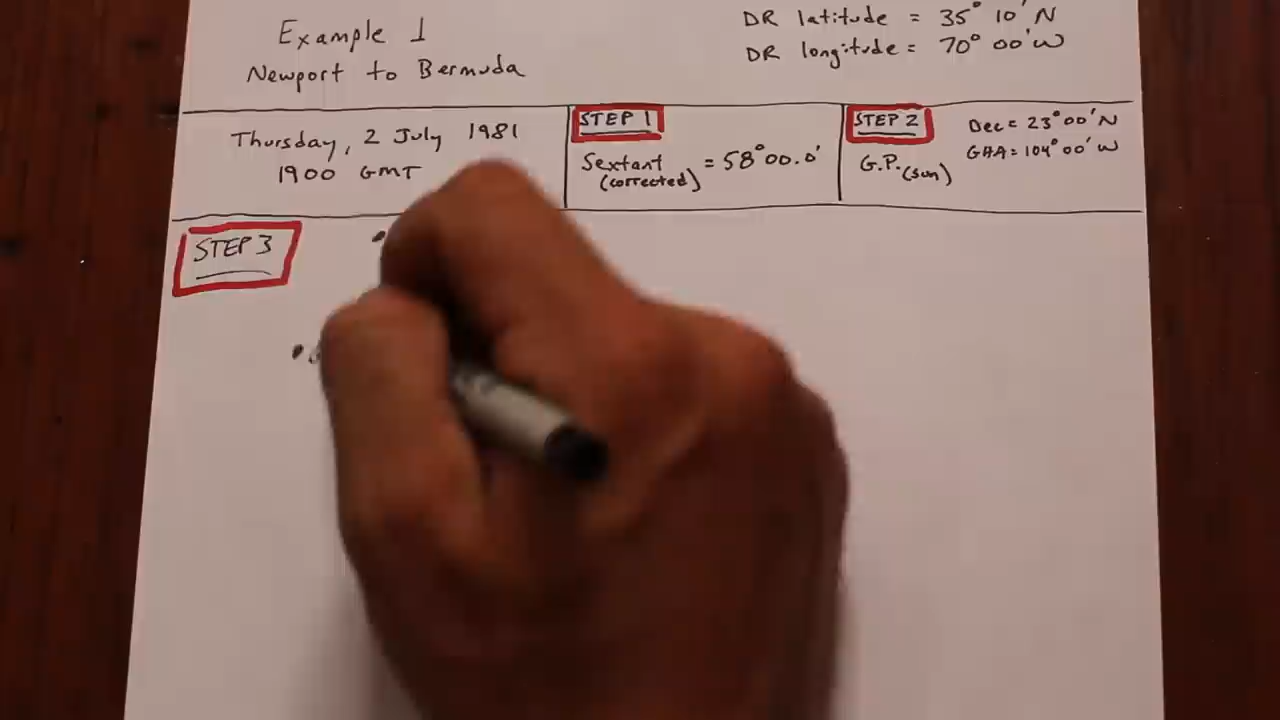 Example 1
Newport to Bermuda
DR latitude = 35° 10' N
DR longitude = 70° 00' W
Thursday, 2 July 1981
1900 GMT
STEP 1
Sextant = 58° 00.0'
(corrected)
STEP 2
G.P. (sun)
Dec = 23° 00' N
GHA = 104° 00' W
STEP 3